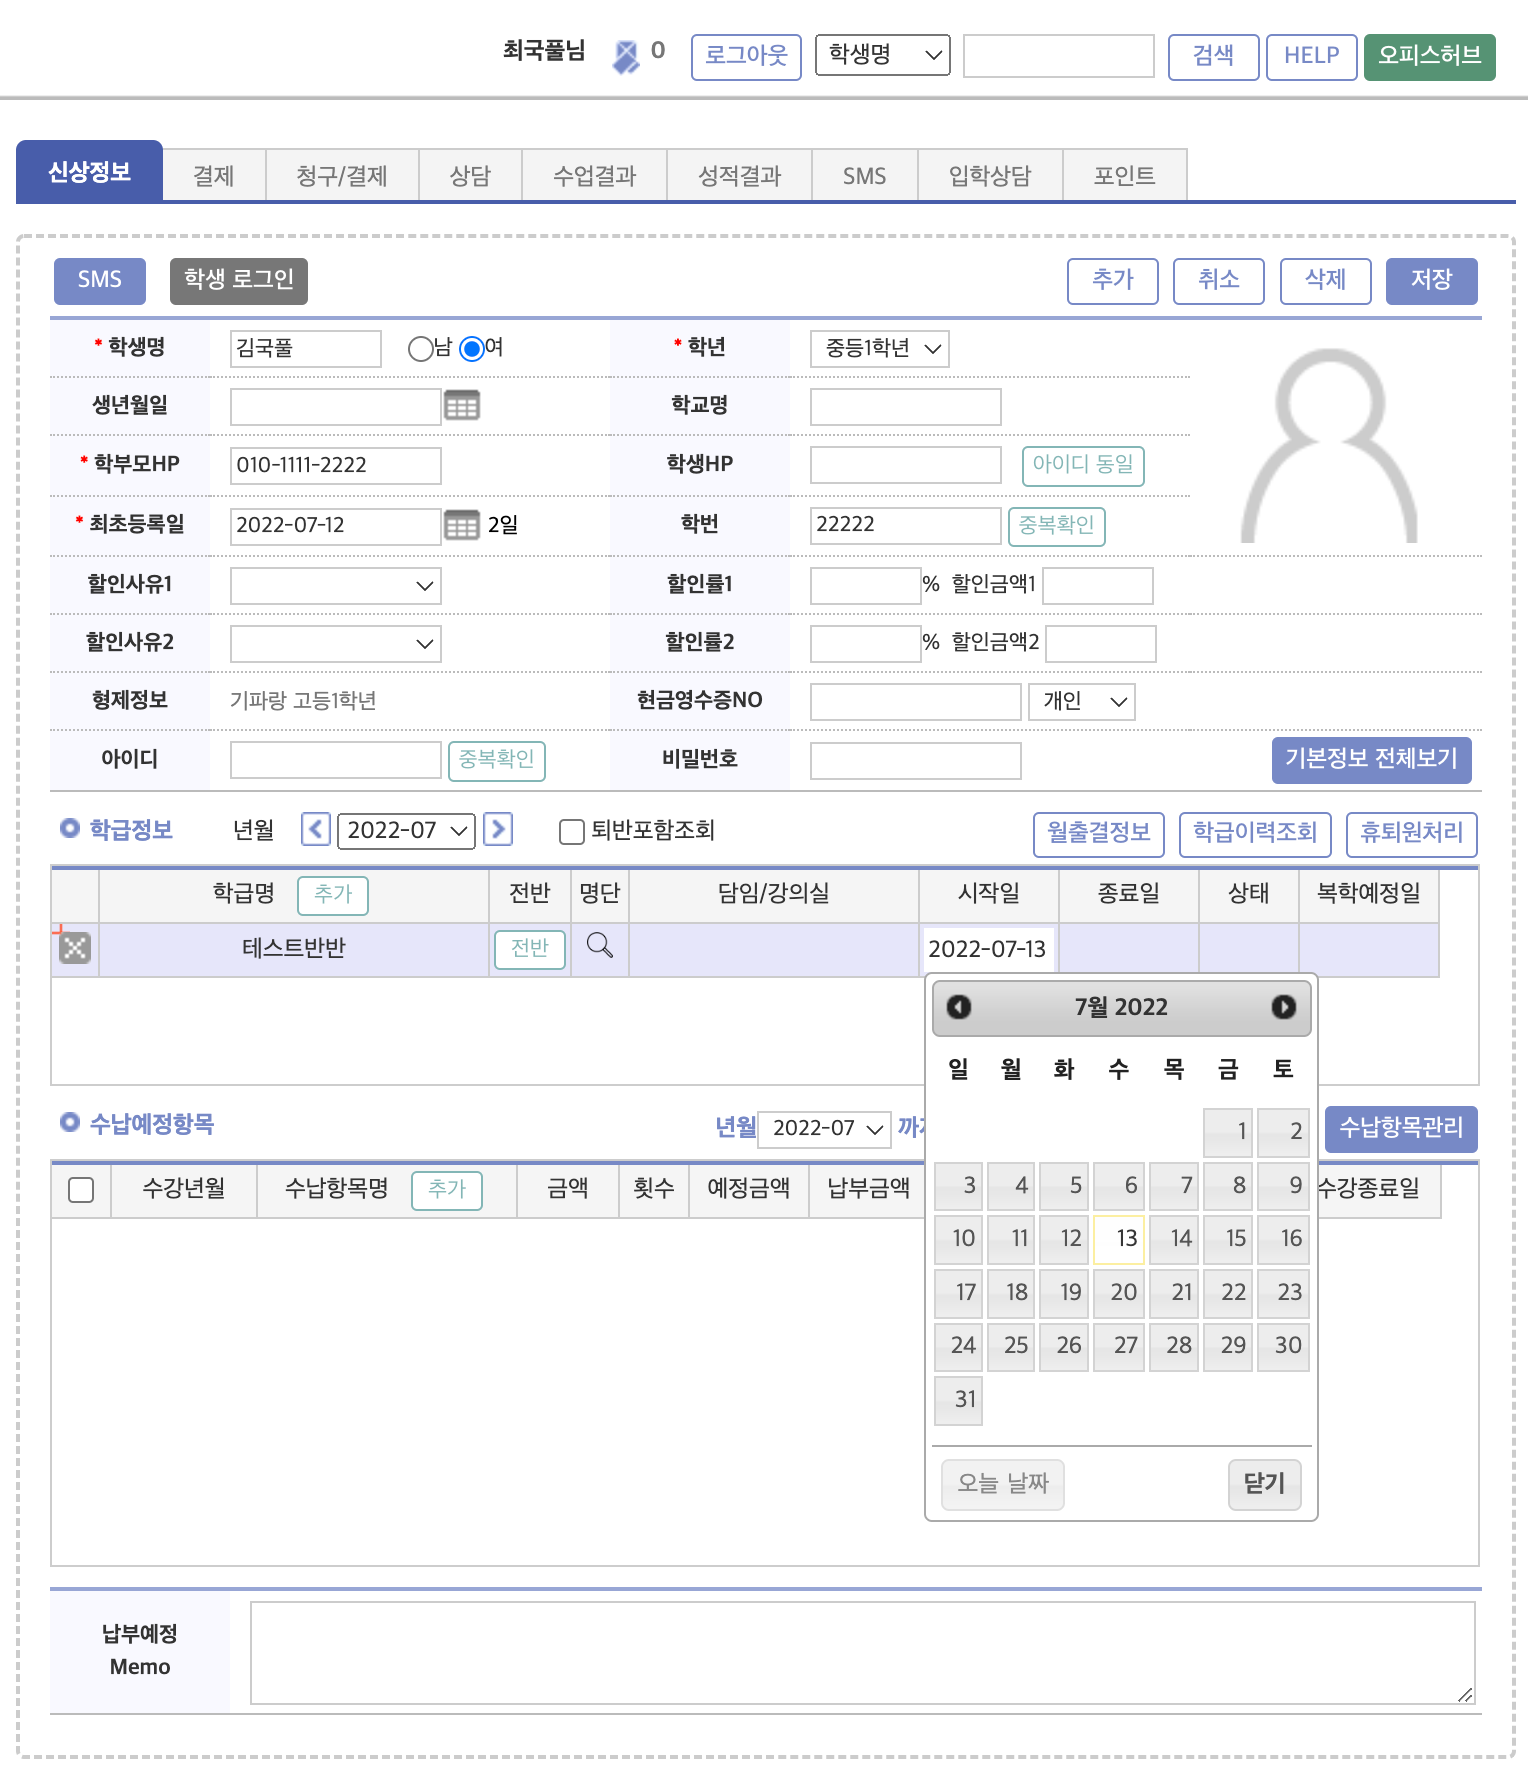 최국풀님 0 로그아웃 학생명 검색 HELP 오피스허브
신상정보 결제 청구/결제 상담 수업결과 성적결과 SMS 입학상담 포인트
SMS 학생 로그인 추가 취소 삭제 저장
* 학생명 김국풀 남 여 * 학년 중등1학년
생년월일 학교명
* 학부모HP 010-1111-2222 학생HP 아이디 동일
* 최초등록일 2022-07-12 2일 학번 22222 중복확인
할인사유1 할인률1 % 할인금액1
할인사유2 할인률2 % 할인금액2
형제정보 기파랑 고등1학년 현금영수증NO 개인
아이디 중복확인 비밀번호 기본정보 전체보기
학급정보 년월 2022-07 퇴반포함조회 월출결정보 학급이력조회 휴퇴원처리
학급명 추가 전반 명단 담임/강의실 시작일 종료일 상태 복학예정일
테스트반반 전반 2022-07-13
7월 2022
일 월 화 수 목 금 토
1 2
3 4 5 6 7 8 9
10 11 12 13 14 15 16
17 18 19 20 21 22 23
24 25 26 27 28 29 30
31
오늘 날짜 닫기
수납예정항목 년월 2022-07 수납항목관리
수강년월 수납항목명 추가 금액 횟수 예정금액 납부금액 수강종료일
납부예정
Memo